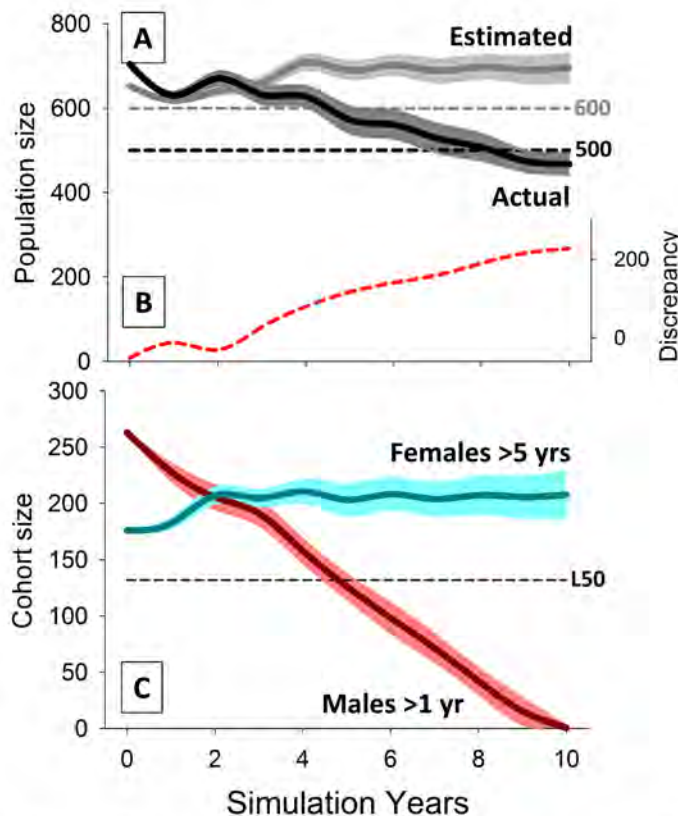 A
Estimated
800
600
600
500
400
Actual
200
0
Population size
B
200
0
Discrepancy
300
250
200
150
100
50
0
Cohort size
Females >5 yrs
L50
C
Males >1 yr
0 2 4 6 8 10
Simulation Years